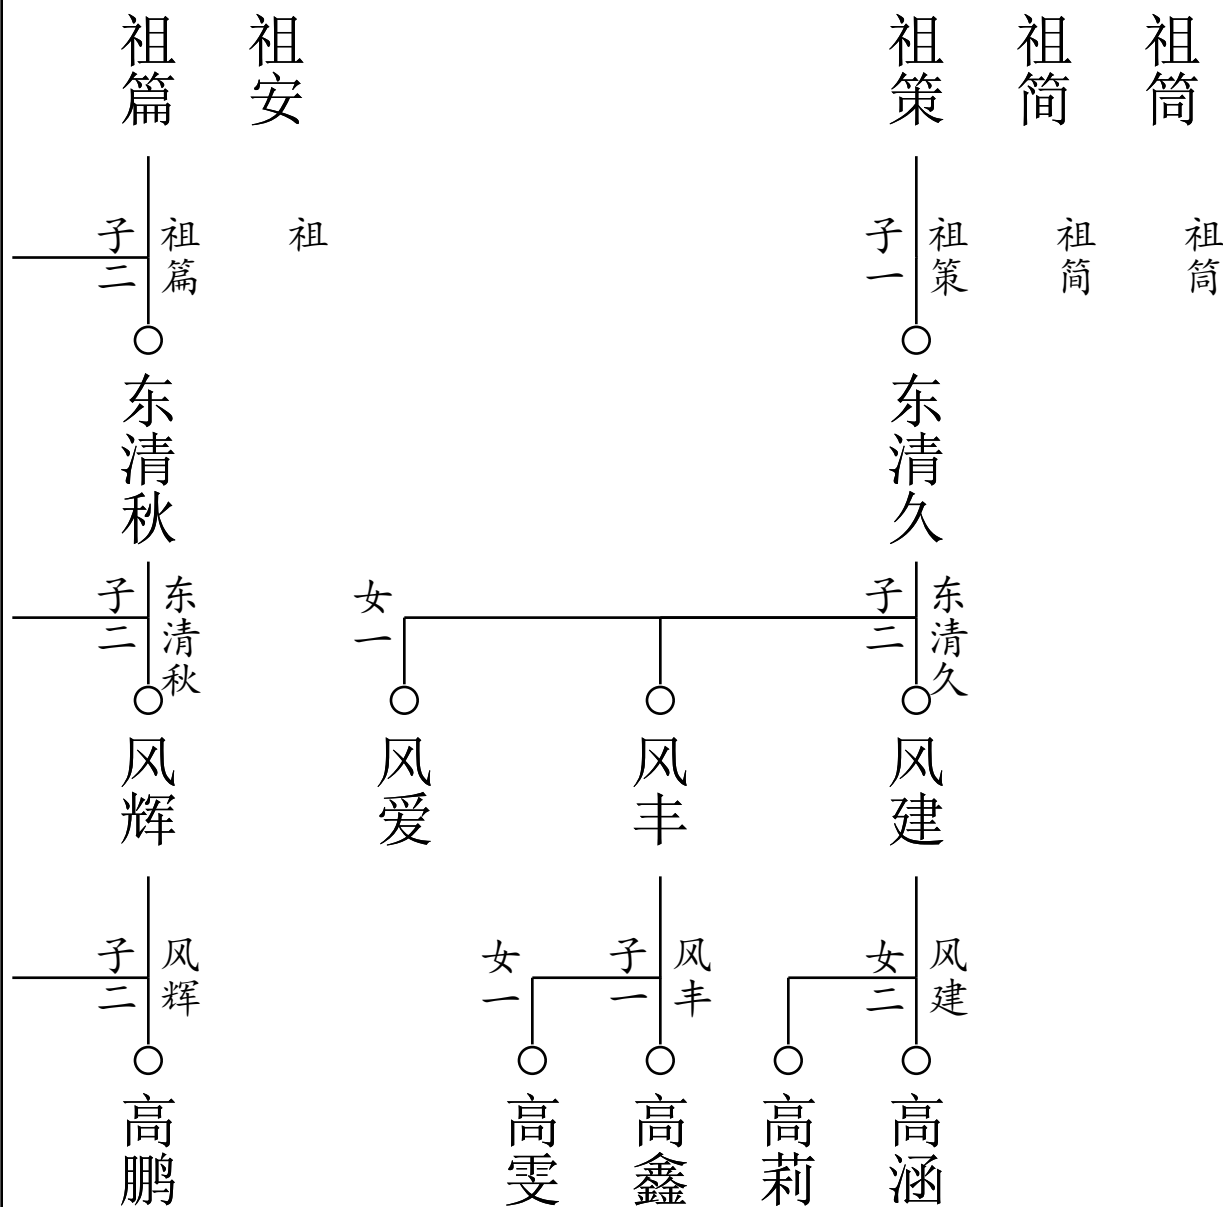 祖筒
祖简
祖策
祖安
祖篇
祖筒
祖简
祖策
子一
祖
祖篇
子二
东清久
东清秋
东清久
子二
女一
东清秋
子二
风建
风丰
风爱
风辉
风建
女二
风丰
子一
女一
风辉
子二
高涵
高莉
高鑫
高雯
高鹏